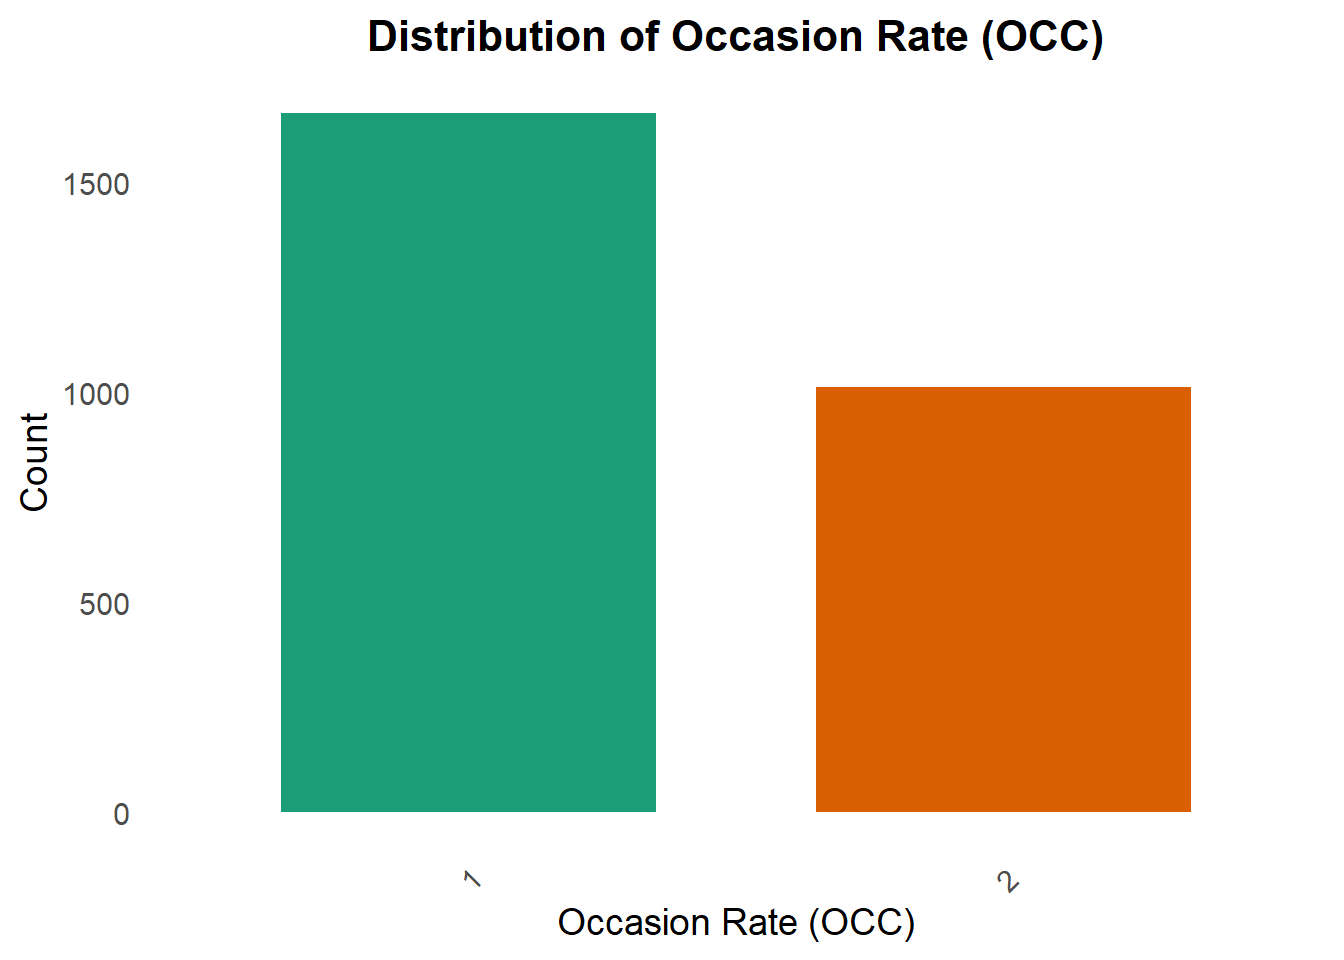 Distribution of Occasion Rate (OCC)
1500
1000
500
0
Count
1
2
Occasion Rate (OCC)